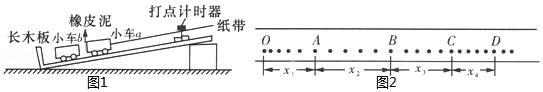 打点计时器
橡皮泥
纸带
长木板 小车b 小车a
O A B C D
x₁ x₂ x₃ x₄
图1 图2